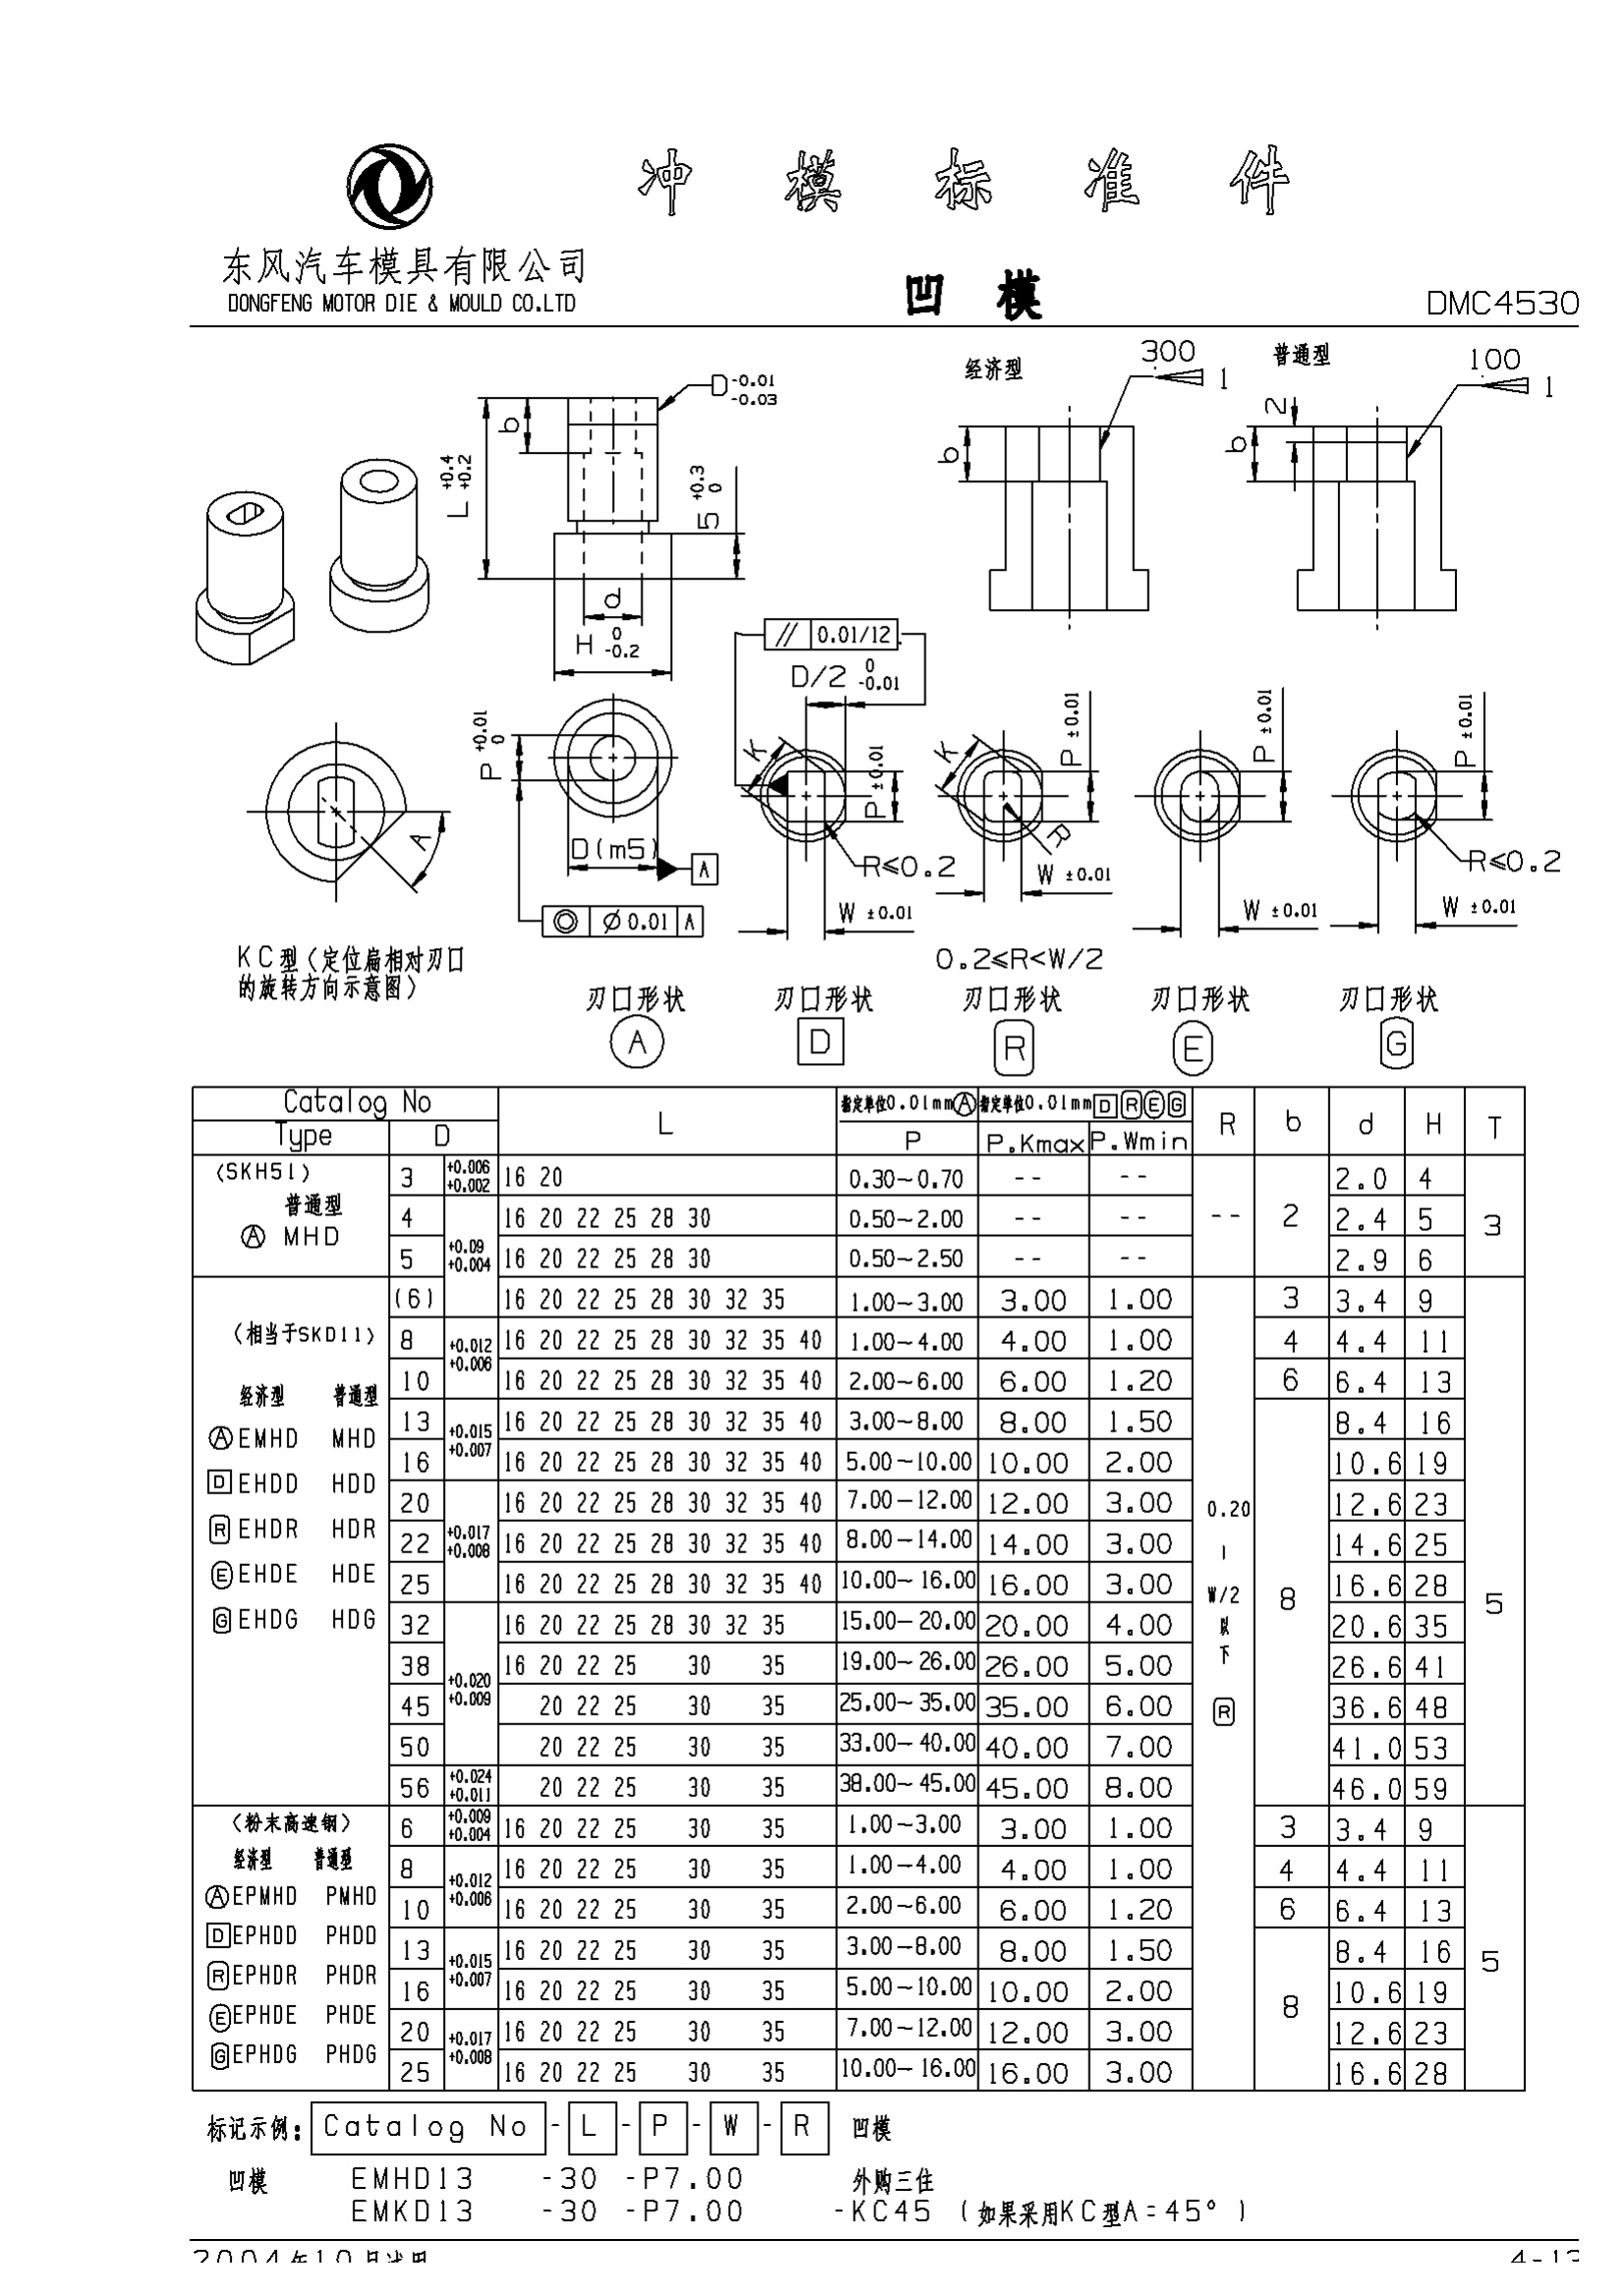 冲 模 标 准 件
东风汽车模具有限公司
DONGFENG MOTOR DIE & MOULD CO.LTD
凹 模
DMC4530
经济型 300 1
普通型 100 1
D -0.01 -0.03
b
L +0.4 +0.2
5 +0.3 0
d
H 0 -0.2
b
2
b
// 0.01/12
D/2 0 -0.01
P +0.01 0
K
P ±0.01
K
P ±0.01
P ±0.01
P ±0.01
A
D(m5)
A
R≤0.2
R
W ±0.01
R≤0.2
◎ Ø 0.01 A
W ±0.01
W ±0.01
W ±0.01
KC型(定位扁相对刃口
的旋转方向示意图)
0.2≤R<W/2
刃口形状 刃口形状 刃口形状 刃口形状 刃口形状
A D R E G
Catalog No L 指定单位0.01mmA 指定单位0.01mm D R E G R b d H T
Type D P P.Kmax P.Wmin
(SKH51) 3 +0.006 +0.002 16 20 0.30~0.70 -- -- 2.0 4
普通型 4 16 20 22 25 28 30 0.50~2.00 -- -- -- 2 2.4 5 3
A MHD 5 +0.09 +0.004 16 20 22 25 28 30 0.50~2.50 -- -- 2.9 6
(6) 16 20 22 25 28 30 32 35 1.00~3.00 3.00 1.00 3 3.4 9
(相当于SKD11) 8 +0.012 +0.006 16 20 22 25 28 30 32 35 40 1.00~4.00 4.00 1.00 4 4.4 11
经济型 普通型 10 16 20 22 25 28 30 32 35 40 2.00~6.00 6.00 1.20 6 6.4 13
A EMHD MHD 13 +0.015 +0.007 16 20 22 25 28 30 32 35 40 3.00~8.00 8.00 1.50 8.4 16
16 16 20 22 25 28 30 32 35 40 5.00~10.00 10.00 2.00 10.6 19
D EHDD HDD 20 16 20 22 25 28 30 32 35 40 7.00~12.00 12.00 3.00 0.20 12.6 23
R EHDR HDR 22 +0.017 +0.008 16 20 22 25 28 30 32 35 40 8.00~14.00 14.00 3.00 | 14.6 25
E EHDE HDE 25 16 20 22 25 28 30 32 35 40 10.00~16.00 16.00 3.00 W/2 8 16.6 28 5
G EHDG HDG 32 16 20 22 25 28 30 32 35 15.00~20.00 20.00 4.00 以 20.6 35
38 +0.020 +0.009 16 20 22 25 30 35 19.00~26.00 26.00 5.00 下 26.6 41
45 20 22 25 30 35 25.00~35.00 35.00 6.00 R 36.6 48
50 20 22 25 30 35 33.00~40.00 40.00 7.00 41.0 53
56 +0.024 +0.011 20 22 25 30 35 38.00~45.00 45.00 8.00 46.0 59
(粉末高速钢) 6 +0.009 +0.004 16 20 22 25 30 35 1.00~3.00 3.00 1.00 3 3.4 9
经济型 普通型 8 +0.012 +0.006 16 20 22 25 30 35 1.00~4.00 4.00 1.00 4 4.4 11
A EPMHD PMHD 10 16 20 22 25 30 35 2.00~6.00 6.00 1.20 6 6.4 13
D EPHDD PHDD 13 +0.015 +0.007 16 20 22 25 30 35 3.00~8.00 8.00 1.50 8.4 16 5
R EPHDR PHDR 16 16 20 22 25 30 35 5.00~10.00 10.00 2.00 8 10.6 19
E EPHDE PHDE 20 +0.017 +0.008 16 20 22 25 30 35 7.00~12.00 12.00 3.00 12.6 23
G EPHDG PHDG 25 16 20 22 25 30 35 10.00~16.00 16.00 3.00 16.6 28
标记示例: Catalog No - L - P - W - R 凹模
凹模 EMHD13 -30 -P7.00 外购三住
EMKD13 -30 -P7.00 -KC45 (如果采用KC型A=45°)
2004年10月